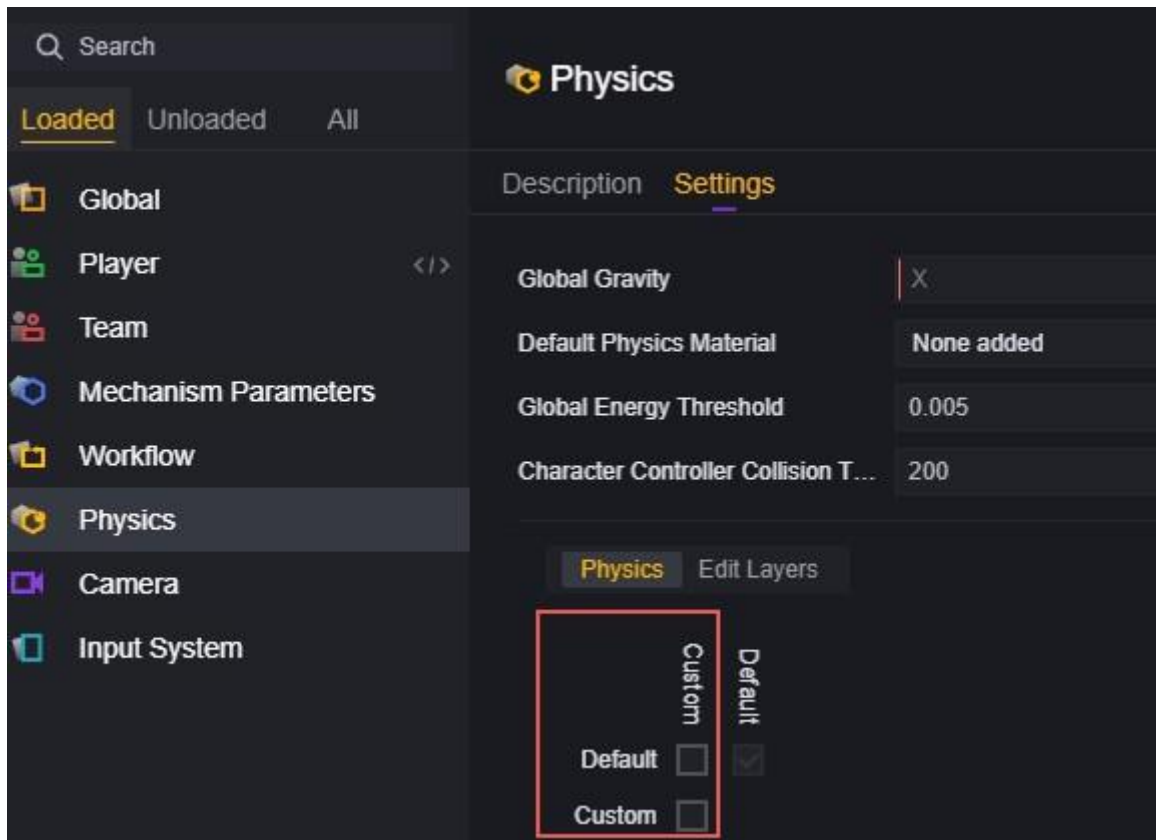 Search
Loaded Unloaded All
Global
Player </>
Team
Mechanism Parameters
Workflow
Physics
Camera
Input System
Physics
Description Settings
Global Gravity X
Default Physics Material None added
Global Energy Threshold 0.005
Character Controller Collision T... 200
Physics Edit Layers
Custom Default
Default
Custom